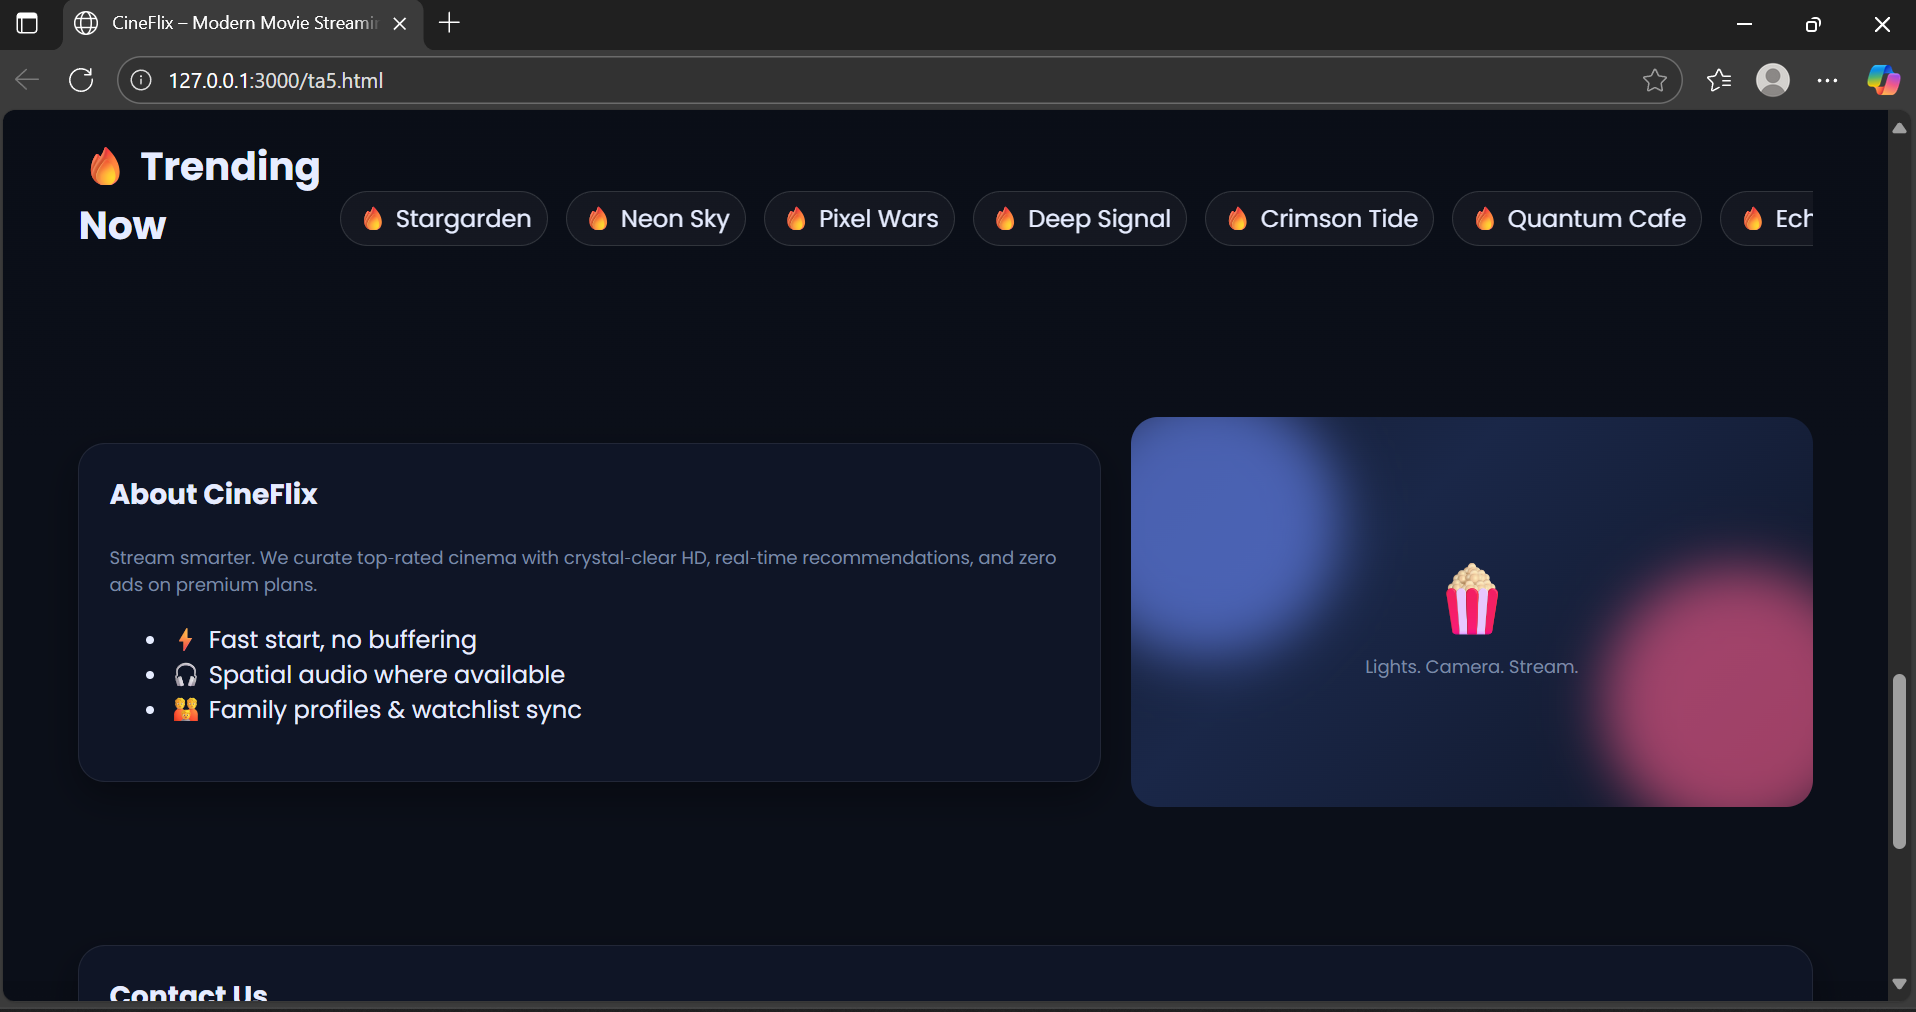 CineFlix – Modern Movie Streamin
127.0.0.1:3000/ta5.html
🔥 Trending
Now
🔥 Stargarden
🔥 Neon Sky
🔥 Pixel Wars
🔥 Deep Signal
🔥 Crimson Tide
🔥 Quantum Cafe
🔥 Ech
About CineFlix
Stream smarter. We curate top-rated cinema with crystal-clear HD, real-time recommendations, and zero
ads on premium plans.
• ⚡ Fast start, no buffering
• 🎧 Spatial audio where available
• 👨‍👩‍👧 Family profiles & watchlist sync
Lights. Camera. Stream.
Contact Us